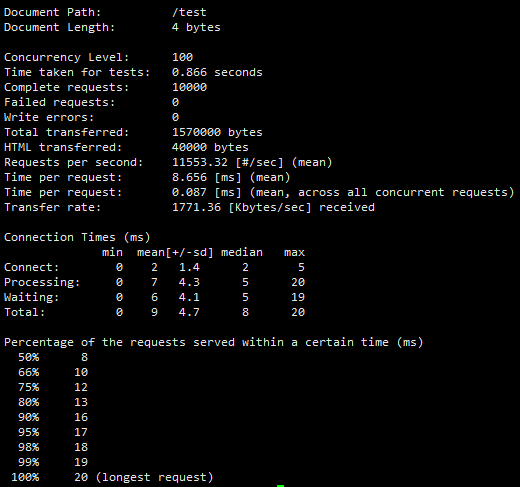 Document Path:          /test
Document Length:        4 bytes
Concurrency Level:      100
Time taken for tests:   0.866 seconds
Complete requests:      10000
Failed requests:        0
Write errors:           0
Total transferred:      1570000 bytes
HTML transferred:       40000 bytes
Requests per second:    11553.32 [#/sec] (mean)
Time per request:       8.656 [ms] (mean)
Time per request:       0.087 [ms] (mean, across all concurrent requests)
Transfer rate:          1771.36 [Kbytes/sec] received
Connection Times (ms)
              min  mean[+/-sd] median   max
Connect:        0    2   1.4      2       5
Processing:     0    7   4.3      5      20
Waiting:        0    6   4.1      5      19
Total:          0    9   4.7      8      20
Percentage of the requests served within a certain time (ms)
  50%      8
  66%     10
  75%     12
  80%     13
  90%     16
  95%     17
  98%     18
  99%     19
 100%     20 (longest request)